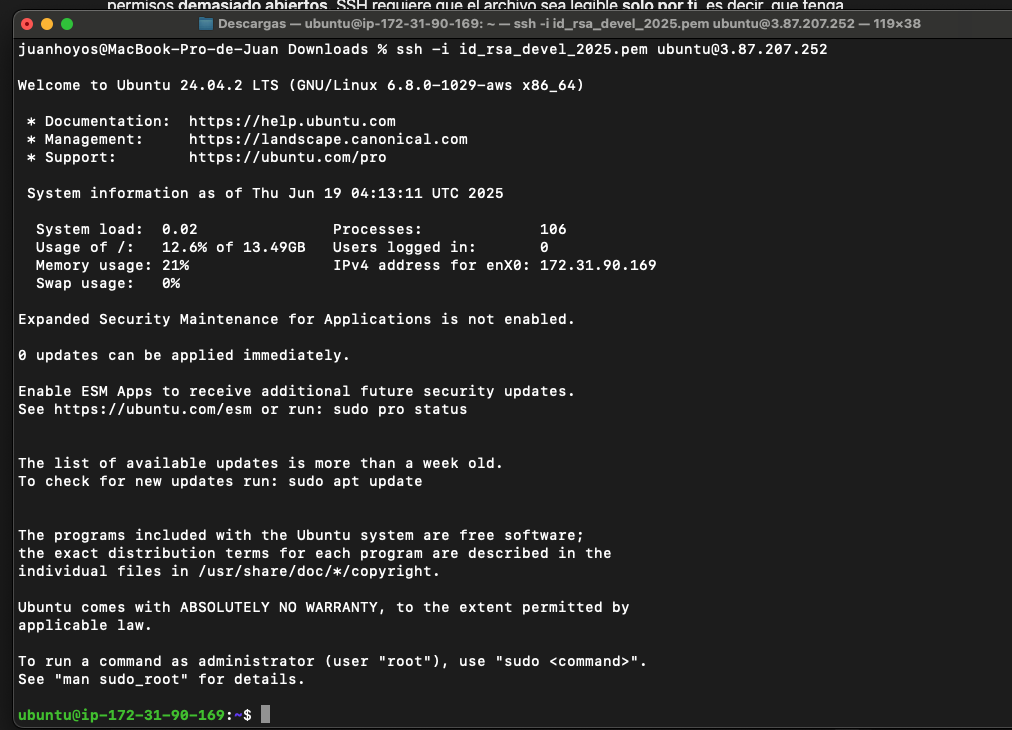 permisos demasiado abiertos. SSH requiere que el archivo sea legible solo por ti, es decir, que tenga
Descargas — ubuntu@ip-172-31-90-169: ~ — ssh -i id_rsa_devel_2025.pem ubuntu@3.87.207.252 — 119×38
juanhoyos@MacBook-Pro-de-Juan Downloads % ssh -i id_rsa_devel_2025.pem ubuntu@3.87.207.252
Welcome to Ubuntu 24.04.2 LTS (GNU/Linux 6.8.0-1029-aws x86_64)
* Documentation:  https://help.ubuntu.com
* Management:     https://landscape.canonical.com
* Support:        https://ubuntu.com/pro
System information as of Thu Jun 19 04:13:11 UTC 2025
System load:  0.02               Processes:             106
Usage of /:   12.6% of 13.49GB   Users logged in:       0
Memory usage: 21%                IPv4 address for enX0: 172.31.90.169
Swap usage:   0%
Expanded Security Maintenance for Applications is not enabled.
0 updates can be applied immediately.
Enable ESM Apps to receive additional future security updates.
See https://ubuntu.com/esm or run: sudo pro status
The list of available updates is more than a week old.
To check for new updates run: sudo apt update
The programs included with the Ubuntu system are free software;
the exact distribution terms for each program are described in the
individual files in /usr/share/doc/*/copyright.
Ubuntu comes with ABSOLUTELY NO WARRANTY, to the extent permitted by
applicable law.
To run a command as administrator (user "root"), use "sudo <command>".
See "man sudo_root" for details.
ubuntu@ip-172-31-90-169:~$